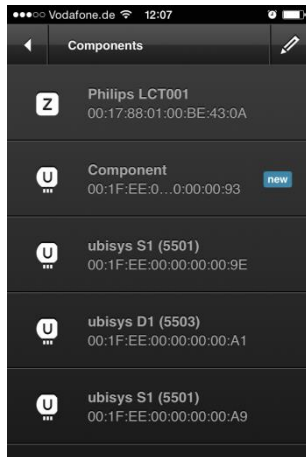 Vodafone.de 12:07
Components
Z Philips LCT001
00:17:88:01:00:BE:43:0A
U Component
00:1F:EE:0...0:00:00:93 new
U ubisys S1 (5501)
00:1F:EE:00:00:00:00:9E
U ubisys D1 (5503)
00:1F:EE:00:00:00:00:A1
U ubisys S1 (5501)
00:1F:EE:00:00:00:00:A9